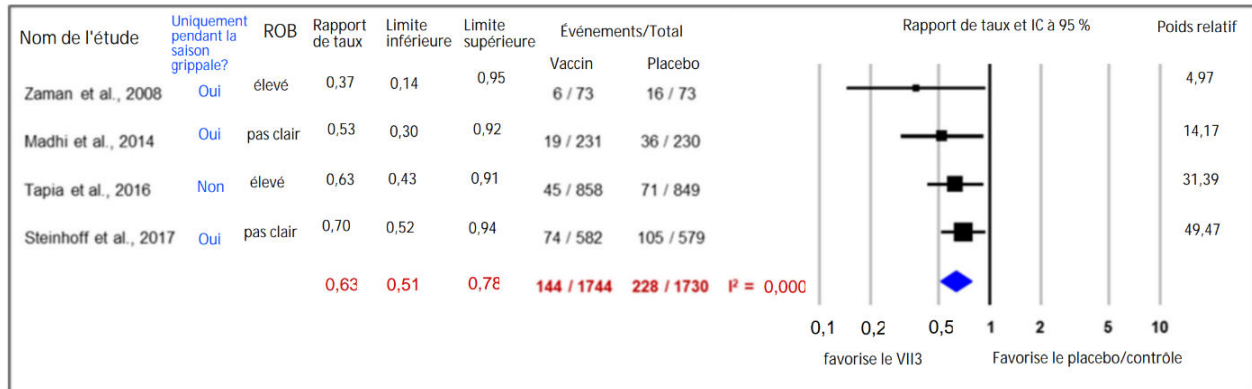 Nom de l'étude Uniquement pendant la saison grippale? ROB Rapport de taux Limite inférieure Limite supérieure Événements/Total Rapport de taux et IC à 95 % Poids relatif
Vaccin Placebo
Zaman et al., 2008 Oui élevé 0,37 0,14 0,95 6 / 73 16 / 73 4,97
Madhi et al., 2014 Oui pas clair 0,53 0,30 0,92 19 / 231 36 / 230 14,17
Tapia et al., 2016 Non élevé 0,63 0,43 0,91 45 / 858 71 / 849 31,39
Steinhoff et al., 2017 Oui pas clair 0,70 0,52 0,94 74 / 582 105 / 579 49,47
0,63 0,51 0,78 144 / 1744 228 / 1730 I² = 0,000
0,1 0,2 0,5 1 2 5 10
favorise le VII3 Favorise le placebo/contrôle